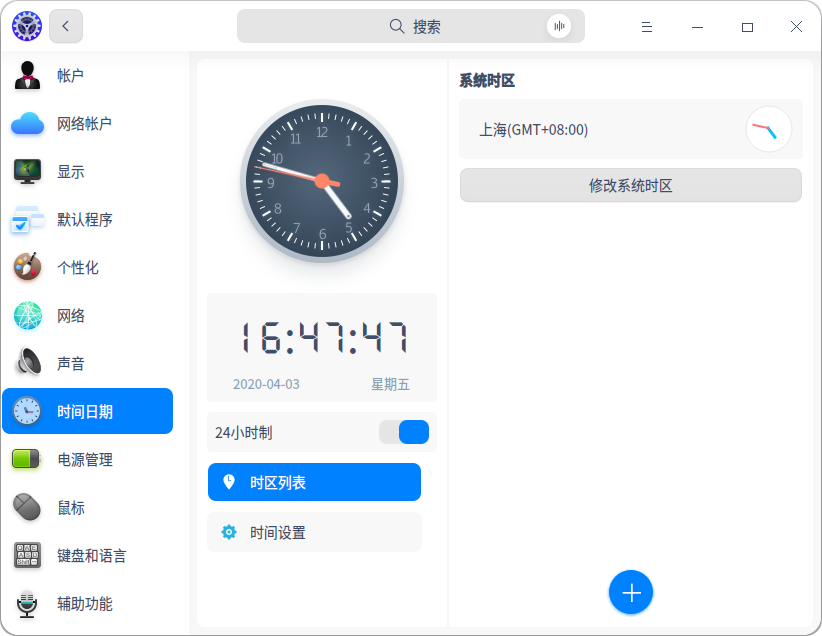 搜索
帐户
网络帐户
显示
默认程序
个性化
网络
声音
时间日期
电源管理
鼠标
键盘和语言
辅助功能
12
1
2
3
4
5
6
7
8
9
10
11
16:47:47
2020-04-03 星期五
24小时制
时区列表
时间设置
系统时区
上海(GMT+08:00)
修改系统时区